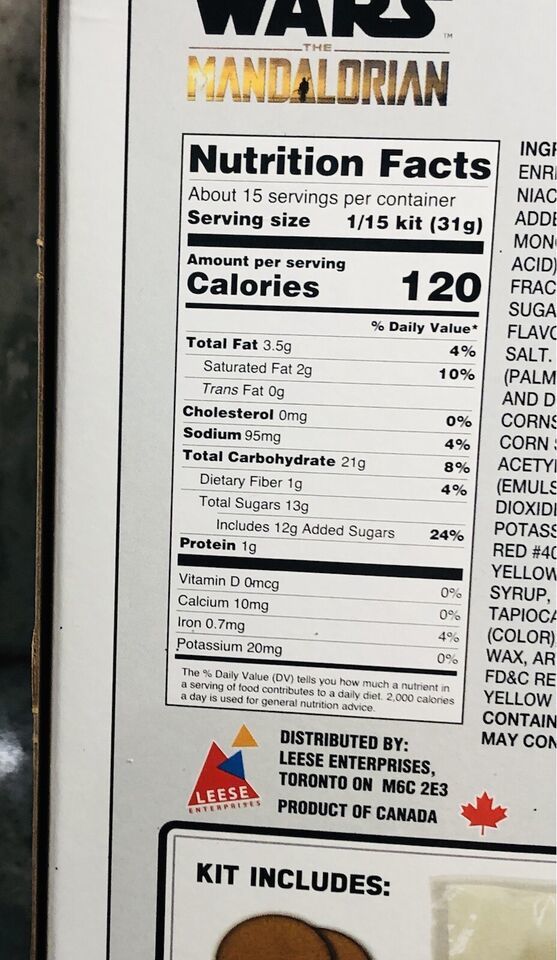 WARS
THE
MANDALORIAN
TM
Nutrition Facts
About 15 servings per container
Serving size 1/15 kit (31g)
Amount per serving
Calories 120
% Daily Value*
Total Fat 3.5g 4%
Saturated Fat 2g 10%
Trans Fat 0g
Cholesterol 0mg 0%
Sodium 95mg 4%
Total Carbohydrate 21g 8%
Dietary Fiber 1g 4%
Total Sugars 13g
Includes 12g Added Sugars 24%
Protein 1g
Vitamin D 0mcg 0%
Calcium 10mg 0%
Iron 0.7mg 4%
Potassium 20mg 0%
The % Daily Value (DV) tells you how much a nutrient in
a serving of food contributes to a daily diet. 2,000 calories
a day is used for general nutrition advice.
INGR
ENRI
NIAC
ADDE
MON
ACID)
FRAC
SUGA
FLAVO
SALT.
(PALM
AND D
CORNS
CORN
ACETY
(EMULS
DIOXIDI
POTASS
RED #40
YELLOW
SYRUP,
TAPIOCA
(COLOR)
WAX, AR
FD&C RE
YELLOW
CONTAIN
MAY CON
LEESE
ENTERPRISES
DISTRIBUTED BY:
LEESE ENTERPRISES,
TORONTO ON M6C 2E3
PRODUCT OF CANADA
KIT INCLUDES: